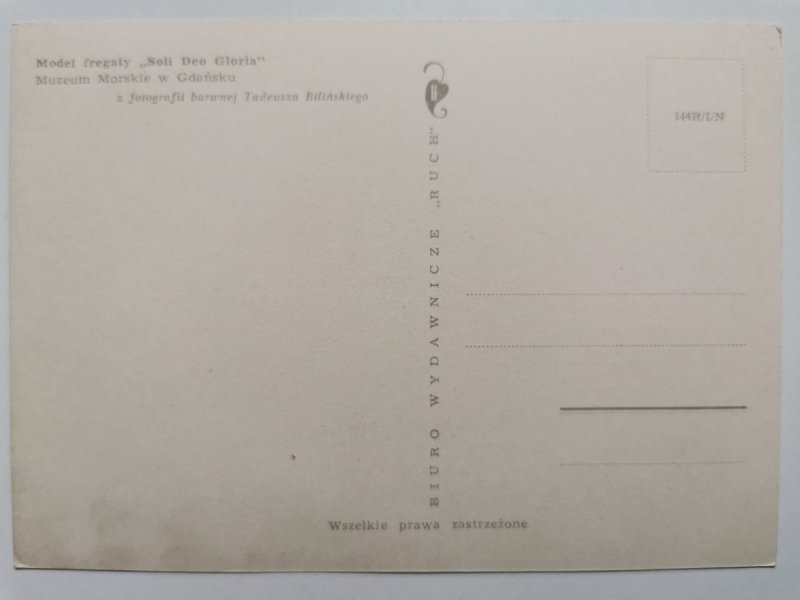 Model fregaty „Soli Deo Gloria”
Muzeum Morskie w Gdańsku
z fotografii barwnej Tadeusza Bilińskiego
144R/I/N
BIURO WYDAWNICZE „RUCH”
Wszelkie prawa zastrzeżone